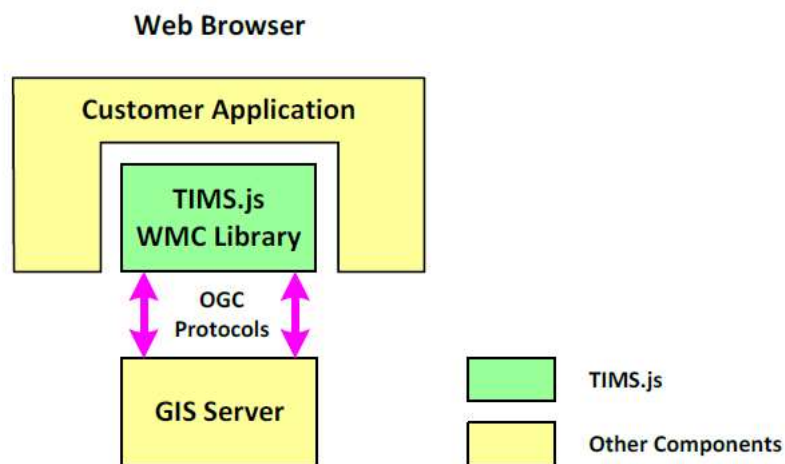 Web Browser
Customer Application
TIMS.js
WMC Library
OGC
Protocols
GIS Server
TIMS.js
Other Components